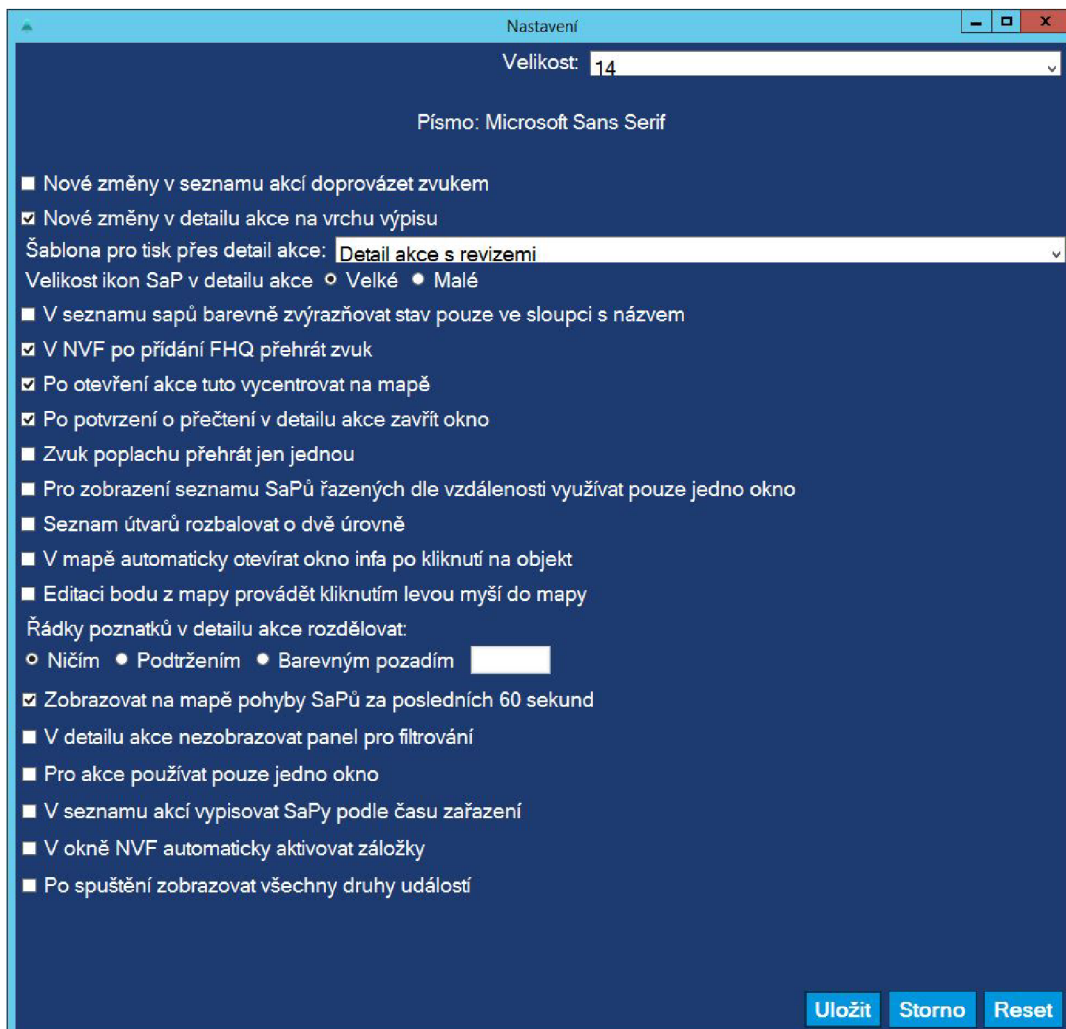 Nastavení
Velikost: 14
Písmo: Microsoft Sans Serif
Nové změny v seznamu akcí doprovázet zvukem
Nové změny v detailu akce na vrchu výpisu
Šablona pro tisk přes detail akce: Detail akce s revizemi
Velikost ikon SaP v detailu akce Velké Malé
V seznamu sapů barevně zvýrazňovat stav pouze ve sloupci s názvem
V NVF po přídání FHQ přehrát zvuk
Po otevření akce tuto vycentrovat na mapě
Po potvrzení o přečtení v detailu akce zavřít okno
Zvuk poplachu přehrát jen jednou
Pro zobrazení seznamu SaPů řazených dle vzdálenosti využívat pouze jedno okno
Seznam útvarů rozbalovat o dvě úrovně
V mapě automaticky otevírat okno infa po kliknutí na objekt
Editaci bodu z mapy provádět kliknutím levou myší do mapy
Řádky poznatků v detailu akce rozdělovat:
Ničím Podtržením Barevným pozadím
Zobrazovat na mapě pohyby SaPů za posledních 60 sekund
V detailu akce nezobrazovat panel pro filtrování
Pro akce používat pouze jedno okno
V seznamu akcí vypisovat SaPy podle času zařazení
V okně NVF automaticky aktivovat záložky
Po spuštění zobrazovat všechny druhy událostí
Uložit Storno Reset